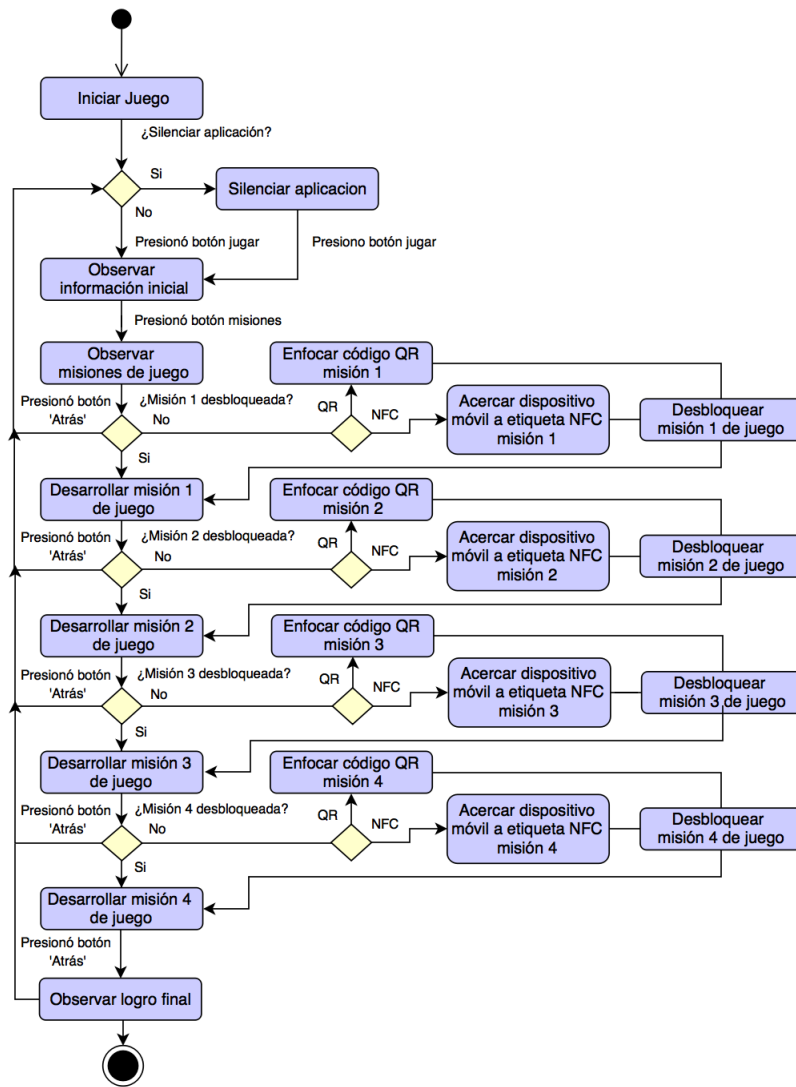 Iniciar Juego
¿Silenciar aplicación?
Si
Silenciar aplicacion
No
Presionó botón jugar
Presiono botón jugar
Observar
información inicial
Presionó botón misiones
Observar
misiones de juego
Enfocar código QR
misión 1
Presionó botón
'Atrás'
¿Misión 1 desbloqueada?
No
QR
NFC
Acercar dispositivo
móvil a etiqueta NFC
misión 1
Desbloquear
misión 1 de juego
Si
Desarrollar misión 1
de juego
Enfocar código QR
misión 2
Presionó botón
'Atrás'
¿Misión 2 desbloqueada?
No
QR
NFC
Acercar dispositivo
móvil a etiqueta NFC
misión 2
Desbloquear
misión 2 de juego
Si
Desarrollar misión 2
de juego
Enfocar código QR
misión 3
Presionó botón
'Atrás'
¿Misión 3 desbloqueada?
No
QR
NFC
Acercar dispositivo
móvil a etiqueta NFC
misión 3
Desbloquear
misión 3 de juego
Si
Desarrollar misión 3
de juego
Enfocar código QR
misión 4
Presionó botón
'Atrás'
¿Misión 4 desbloqueada?
No
QR
NFC
Acercar dispositivo
móvil a etiqueta NFC
misión 4
Desbloquear
misión 4 de juego
Si
Desarrollar misión 4
de juego
Presionó botón
'Atrás'
Observar logro final